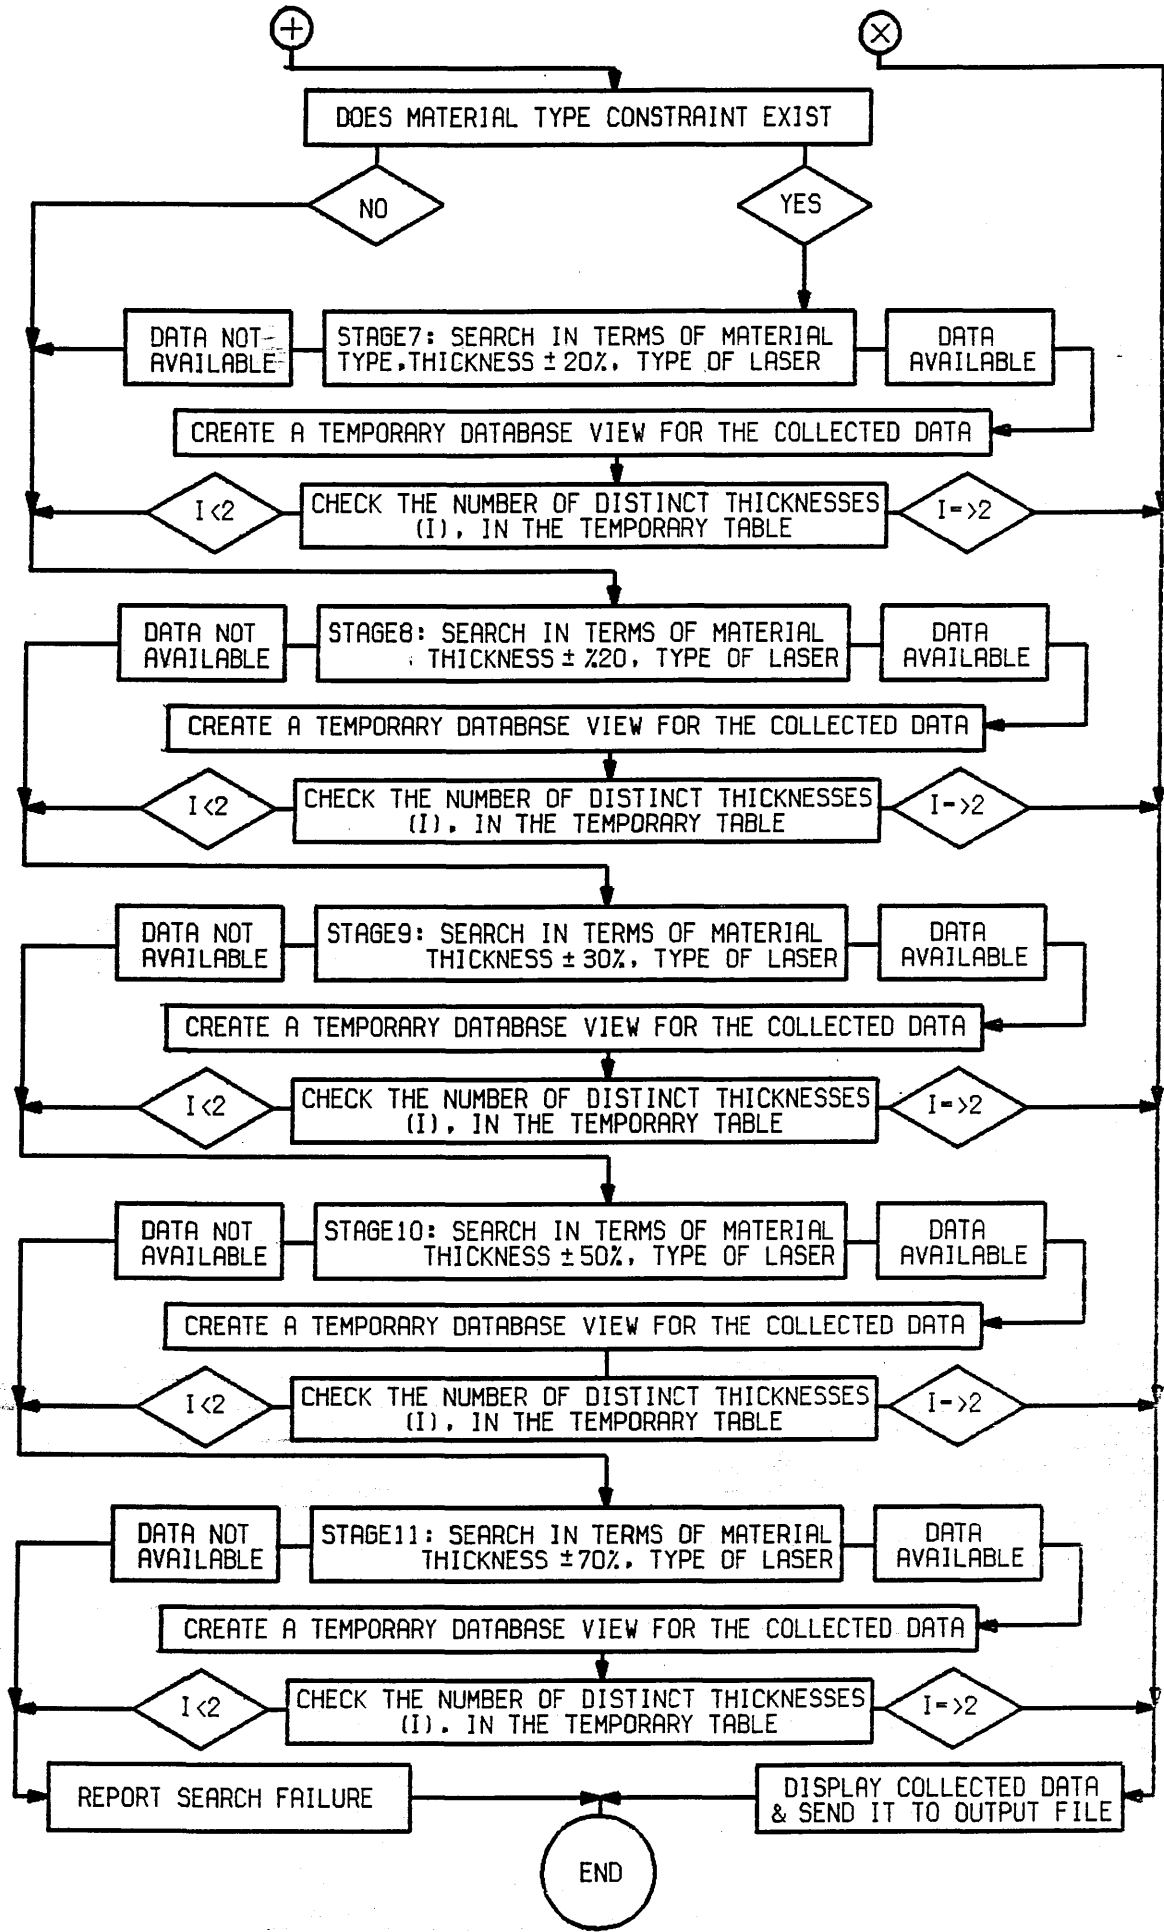 DOES MATERIAL TYPE CONSTRAINT EXIST
NO
YES
DATA NOT
AVAILABLE
STAGE7: SEARCH IN TERMS OF MATERIAL
TYPE,THICKNESS ± 20%, TYPE OF LASER
DATA
AVAILABLE
CREATE A TEMPORARY DATABASE VIEW FOR THE COLLECTED DATA
I<2
CHECK THE NUMBER OF DISTINCT THICKNESSES
(I), IN THE TEMPORARY TABLE
I=>2
DATA NOT
AVAILABLE
STAGE8: SEARCH IN TERMS OF MATERIAL
THICKNESS ± %20, TYPE OF LASER
DATA
AVAILABLE
CREATE A TEMPORARY DATABASE VIEW FOR THE COLLECTED DATA
I<2
CHECK THE NUMBER OF DISTINCT THICKNESSES
(I), IN THE TEMPORARY TABLE
I=>2
DATA NOT
AVAILABLE
STAGE9: SEARCH IN TERMS OF MATERIAL
THICKNESS ± 30%, TYPE OF LASER
DATA
AVAILABLE
CREATE A TEMPORARY DATABASE VIEW FOR THE COLLECTED DATA
I<2
CHECK THE NUMBER OF DISTINCT THICKNESSES
(I), IN THE TEMPORARY TABLE
I=>2
DATA NOT
AVAILABLE
STAGE10: SEARCH IN TERMS OF MATERIAL
THICKNESS ± 50%, TYPE OF LASER
DATA
AVAILABLE
CREATE A TEMPORARY DATABASE VIEW FOR THE COLLECTED DATA
I<2
CHECK THE NUMBER OF DISTINCT THICKNESSES
(I), IN THE TEMPORARY TABLE
I=>2
DATA NOT
AVAILABLE
STAGE11: SEARCH IN TERMS OF MATERIAL
THICKNESS ±70%, TYPE OF LASER
DATA
AVAILABLE
CREATE A TEMPORARY DATABASE VIEW FOR THE COLLECTED DATA
I<2
CHECK THE NUMBER OF DISTINCT THICKNESSES
(I), IN THE TEMPORARY TABLE
I=>2
REPORT SEARCH FAILURE
DISPLAY COLLECTED DATA
& SEND IT TO OUTPUT FILE
END